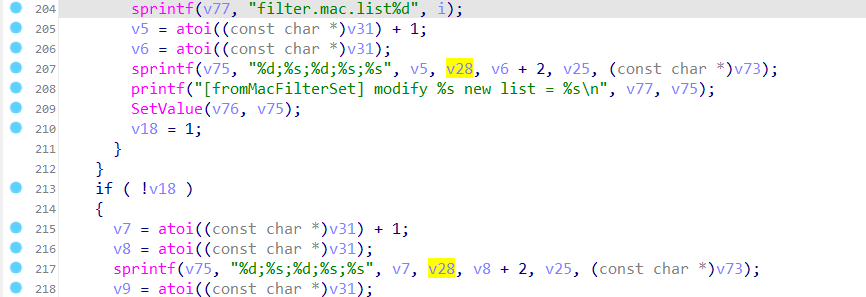 204 sprintf(v77, "filter.mac.list%d", i);
205 v5 = atoi((const char *)v31) + 1;
206 v6 = atoi((const char *)v31);
207 sprintf(v75, "%d;%s;%d;%s;%s", v5, v28, v6 + 2, v25, (const char *)v73);
208 printf("[fromMacFilterSet] modify %s new list = %s\n", v77, v75);
209 SetValue(v76, v75);
210 v18 = 1;
211 }
212 }
213 if ( !v18 )
214 {
215 v7 = atoi((const char *)v31) + 1;
216 v8 = atoi((const char *)v31);
217 sprintf(v75, "%d;%s;%d;%s;%s", v7, v28, v8 + 2, v25, (const char *)v73);
218 v9 = atoi((const char *)v31);